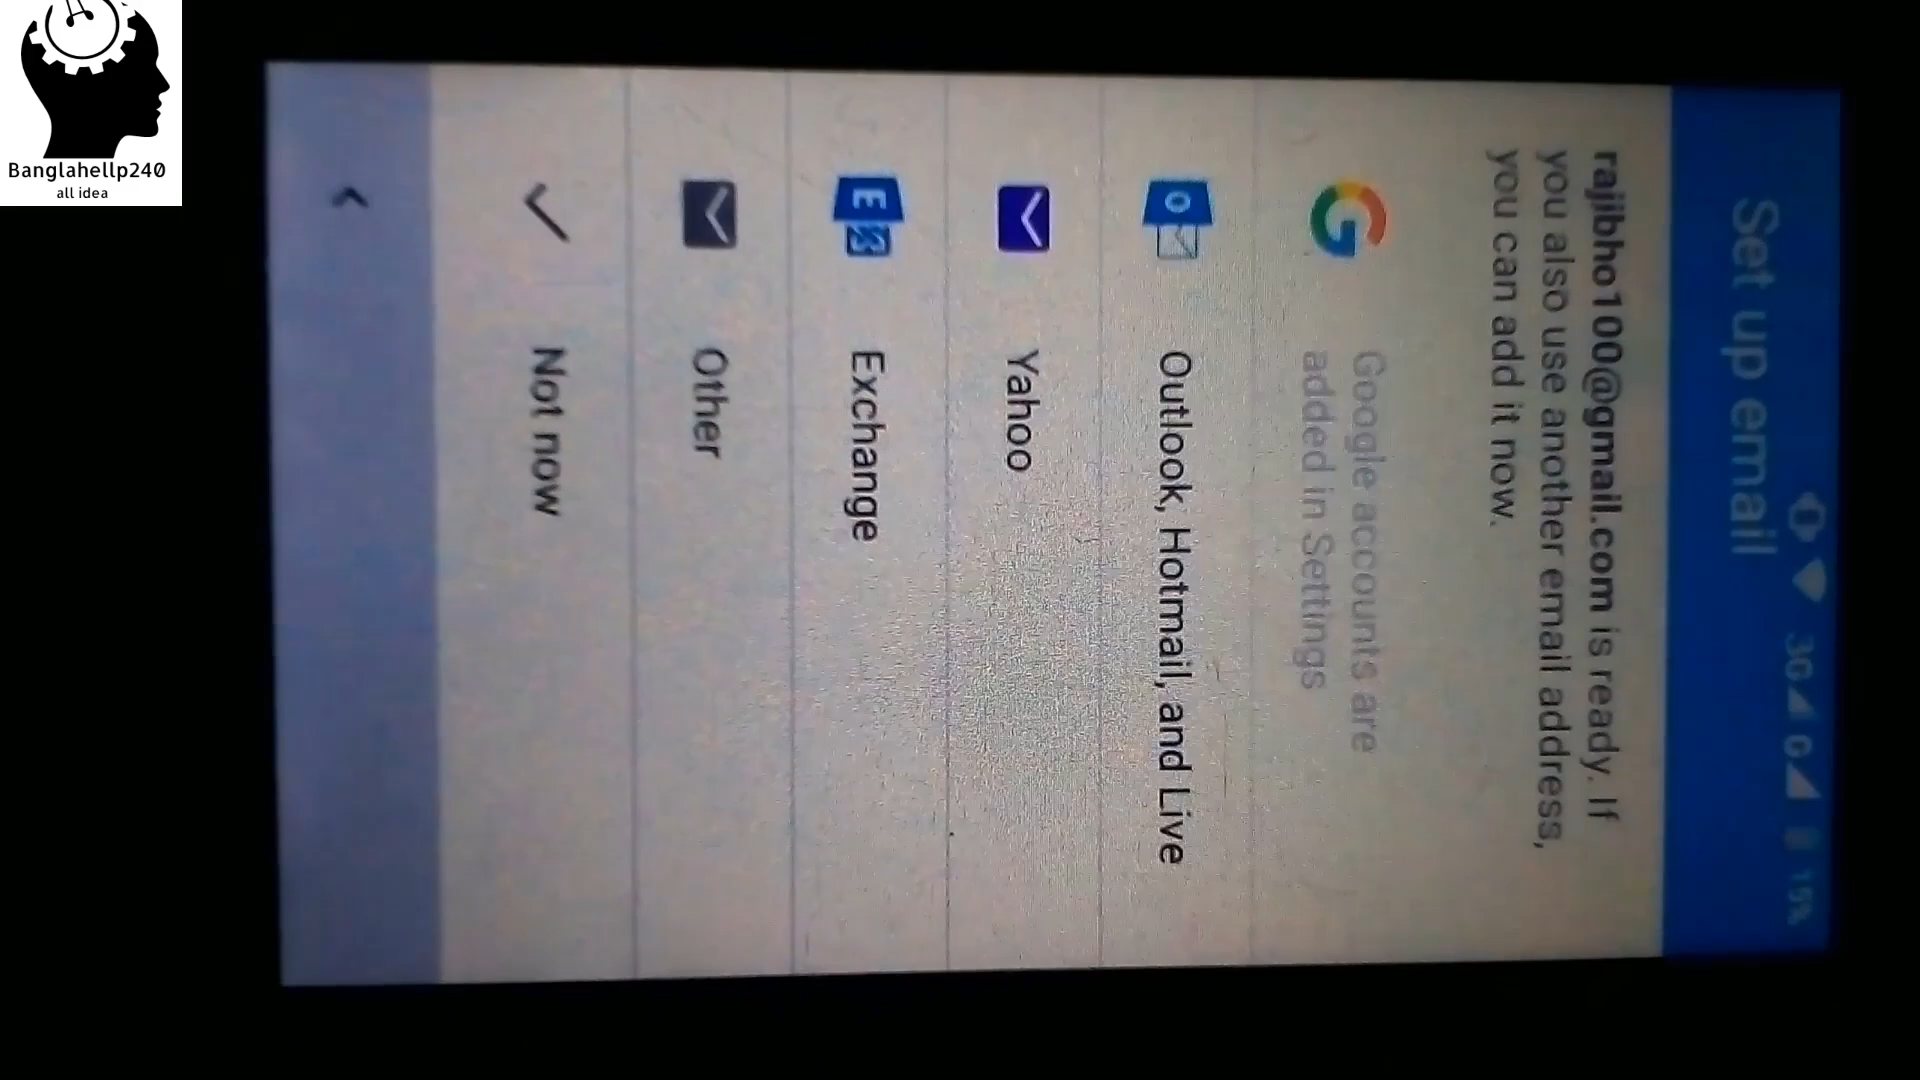 Banglahellp240
all idea
3G G 15%
Set up email
rajibho100@gmail.com is ready. If
you also use another email address,
you can add it now.
Google accounts are
added in Settings
Outlook, Hotmail, and Live
Yahoo
Exchange
Other
Not now